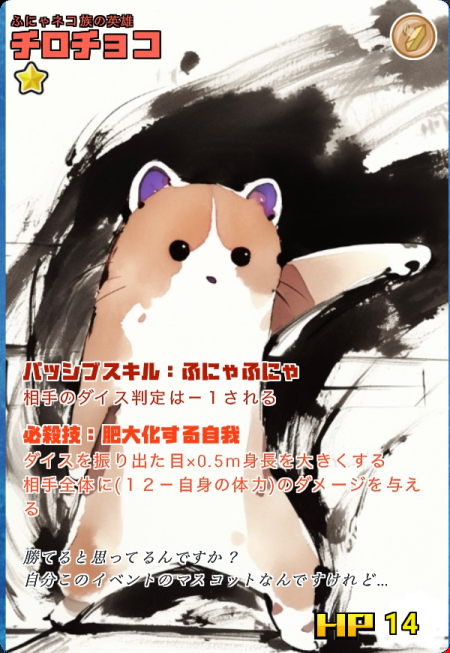 ふにゃネコ族の英雄
チロチョコ
パッシブスキル：ふにゃふにゃ
相手のダイス判定は－１される
必殺技：肥大化する自我
ダイスを振り出た目×0.5m身長を大きくする
相手全体に(１２－自身の体力)のダメージを与え
る
勝てると思ってるんですか？
自分このイベントのマスコットなんですけれど...
HP 14